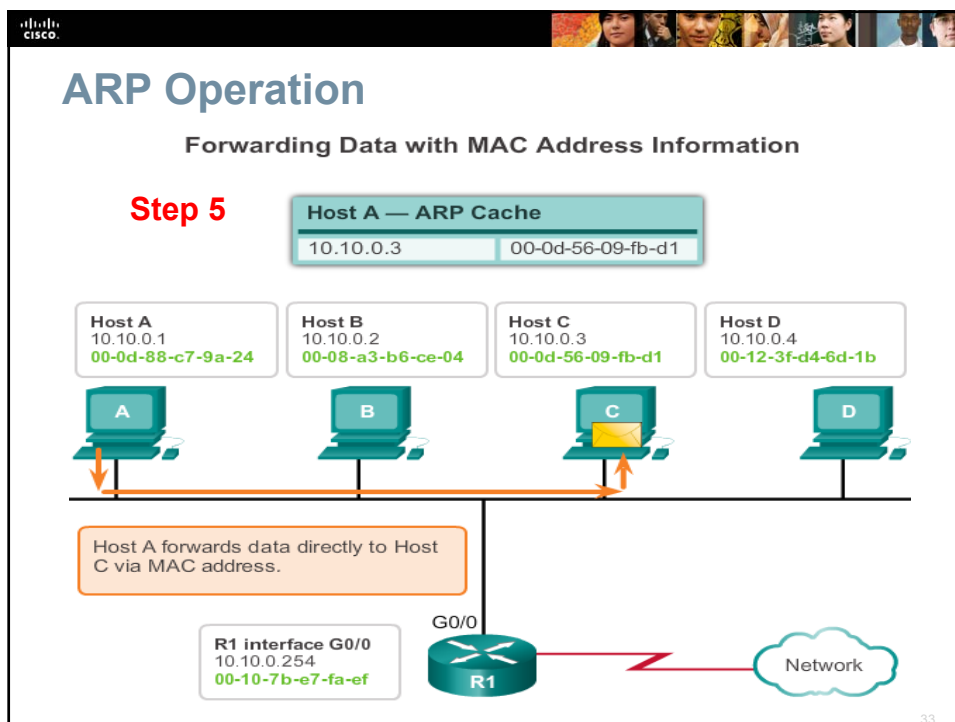 CISCO.
ARP Operation
Forwarding Data with MAC Address Information
Step 5
Host A — ARP Cache
10.10.0.3 00-0d-56-09-fb-d1
Host A
10.10.0.1
00-0d-88-c7-9a-24
Host B
10.10.0.2
00-08-a3-b6-ce-04
Host C
10.10.0.3
00-0d-56-09-fb-d1
Host D
10.10.0.4
00-12-3f-d4-6d-1b
A
B
C
D
Host A forwards data directly to Host
C via MAC address.
G0/0
R1 interface G0/0
10.10.0.254
00-10-7b-e7-fa-ef
R1
Network
33